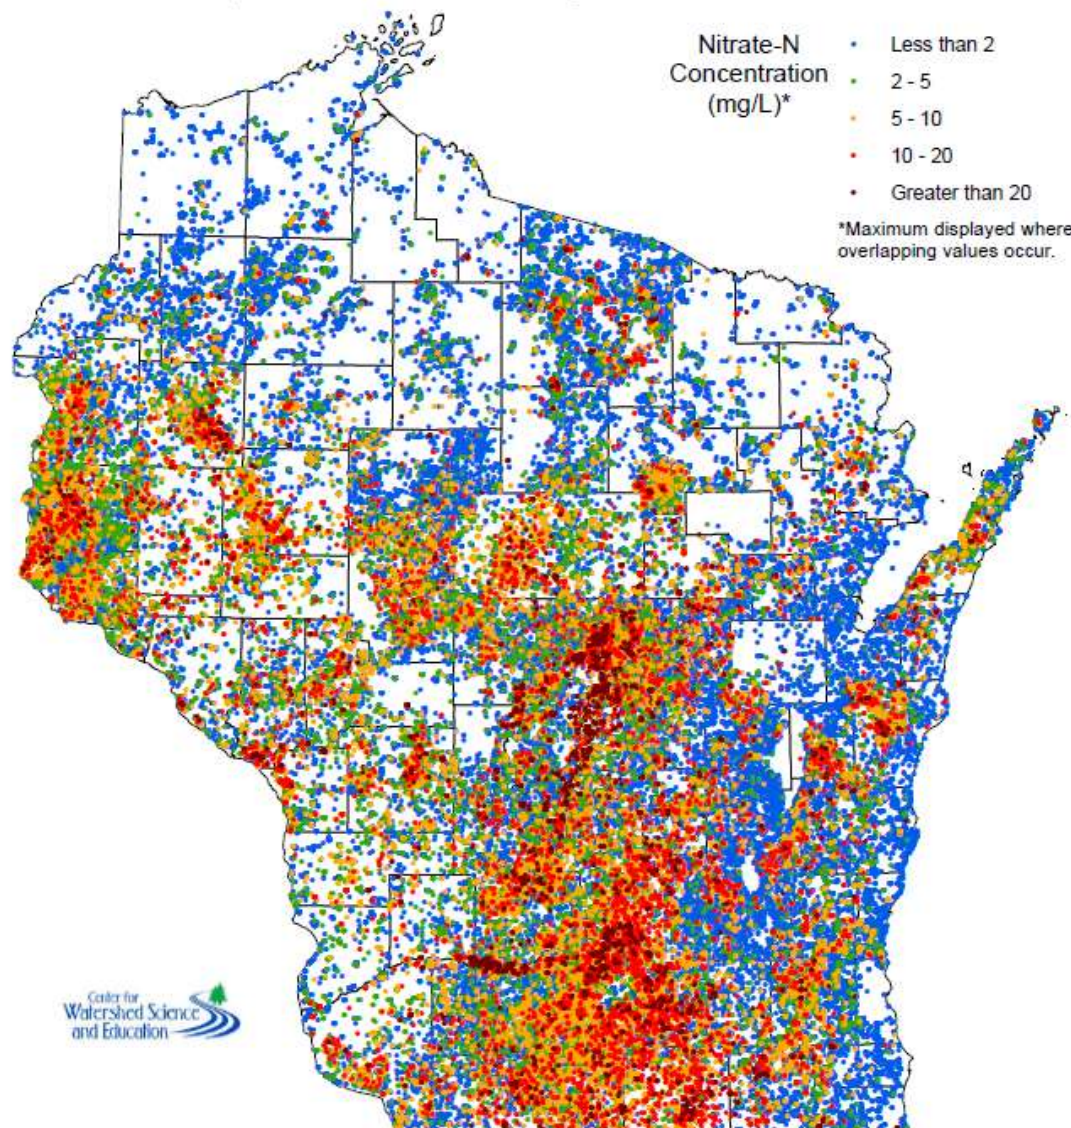 Nitrate-N
Concentration
(mg/L)*
Less than 2
2 - 5
5 - 10
10 - 20
Greater than 20
*Maximum displayed where
overlapping values occur.
Center for
Watershed Science
and Education